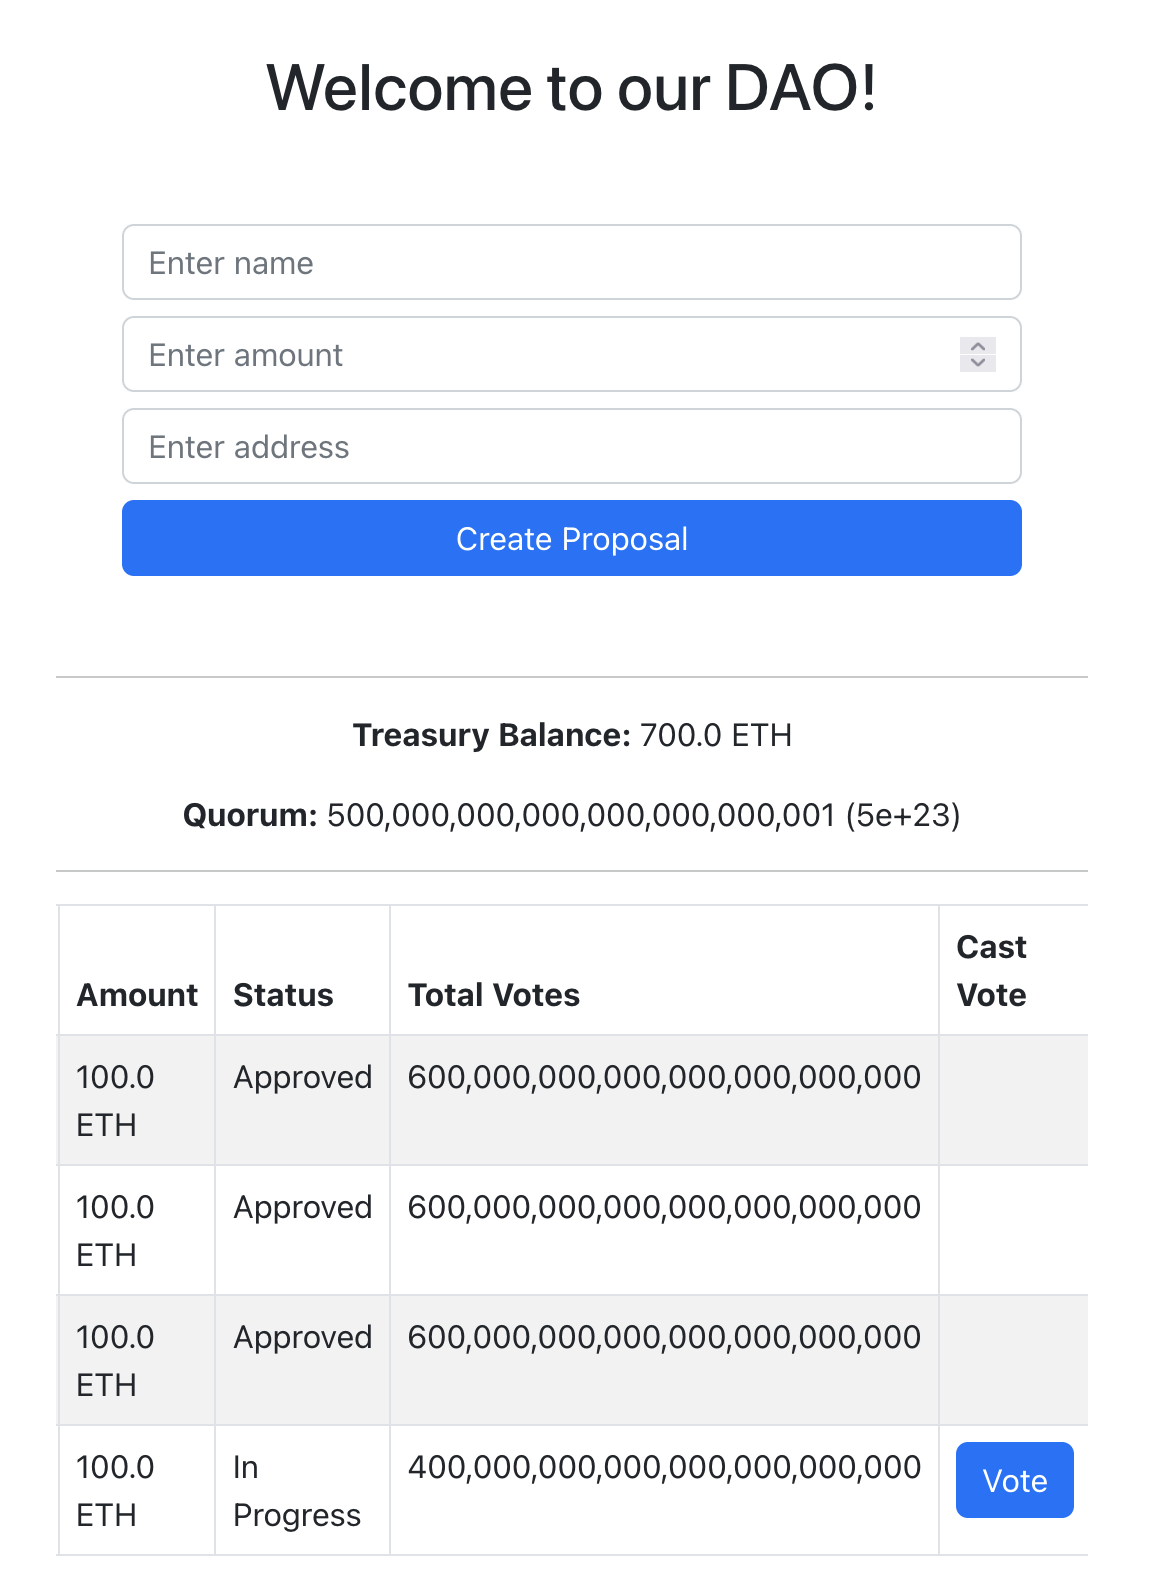 Welcome to our DAO!
Enter name
Enter amount
Enter address
Create Proposal
Treasury Balance: 700.0 ETH
Quorum: 500,000,000,000,000,000,000,001 (5e+23)
Amount Status Total Votes Cast Vote
100.0 ETH Approved 600,000,000,000,000,000,000,000
100.0 ETH Approved 600,000,000,000,000,000,000,000
100.0 ETH Approved 600,000,000,000,000,000,000,000
100.0 ETH In Progress 400,000,000,000,000,000,000,000 Vote